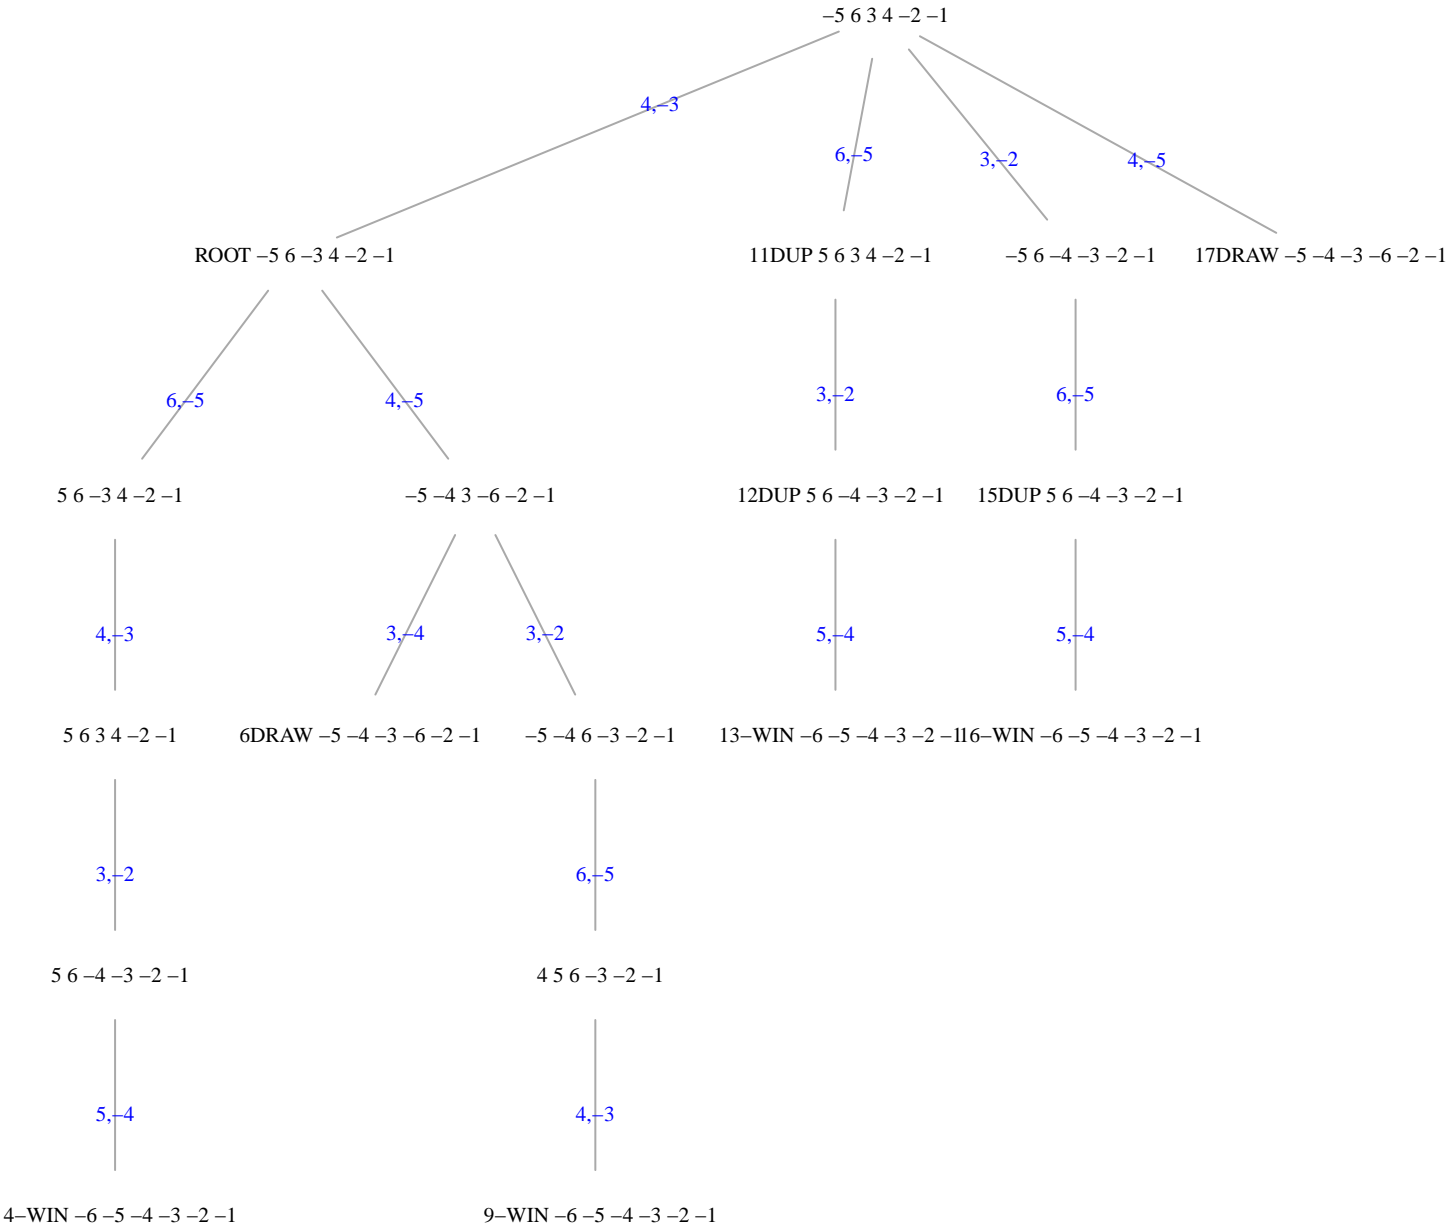 –5 6 3 4 –2 –1
4,–3
6,–5
3,–2
4,–5
ROOT –5 6 –3 4 –2 –1
11DUP 5 6 3 4 –2 –1
–5 6 –4 –3 –2 –1
17DRAW –5 –4 –3 –6 –2 –1
6,–5
4,–5
3,–2
6,–5
5 6 –3 4 –2 –1
–5 –4 3 –6 –2 –1
12DUP 5 6 –4 –3 –2 –1
15DUP 5 6 –4 –3 –2 –1
4,–3
3,–4
3,–2
5,–4
5,–4
5 6 3 4 –2 –1
6DRAW –5 –4 –3 –6 –2 –1
–5 –4 6 –3 –2 –1
13–WIN –6 –5 –4 –3 –2 –1
16–WIN –6 –5 –4 –3 –2 –1
3,–2
6,–5
5 6 –4 –3 –2 –1
4 5 6 –3 –2 –1
5,–4
4,–3
4–WIN –6 –5 –4 –3 –2 –1
9–WIN –6 –5 –4 –3 –2 –1